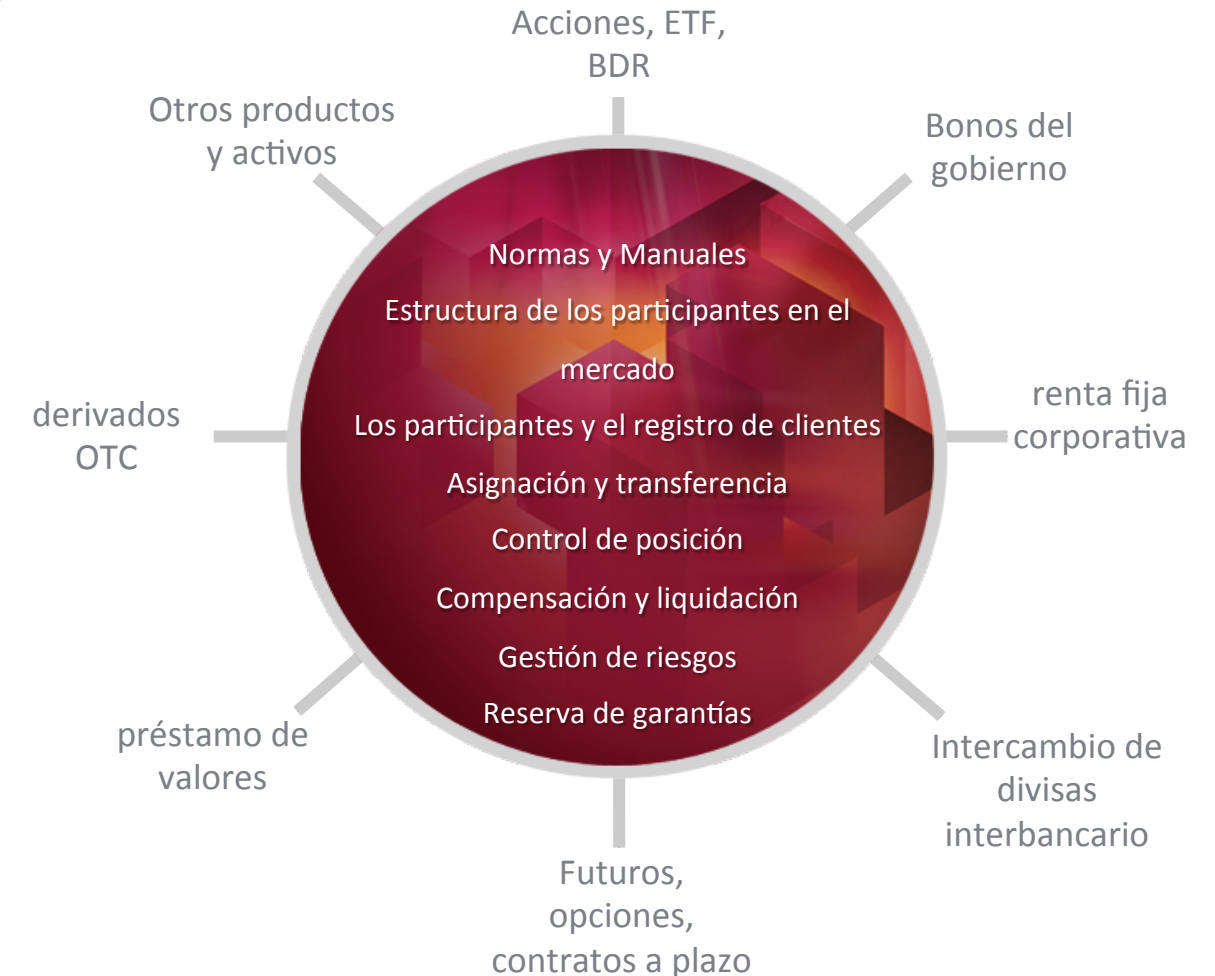 Acciones, ETF,
BDR
Otros productos
y activos
Bonos del
gobierno
Normas y Manuales
Estructura de los participantes en el
mercado
Los participantes y el registro de clientes
Asignación y transferencia
Control de posición
Compensación y liquidación
Gestión de riesgos
Reserva de garantías
derivados
OTC
renta fija
corporativa
préstamo de
valores
Intercambio de
divisas
interbancario
Futuros,
opciones,
contratos a plazo